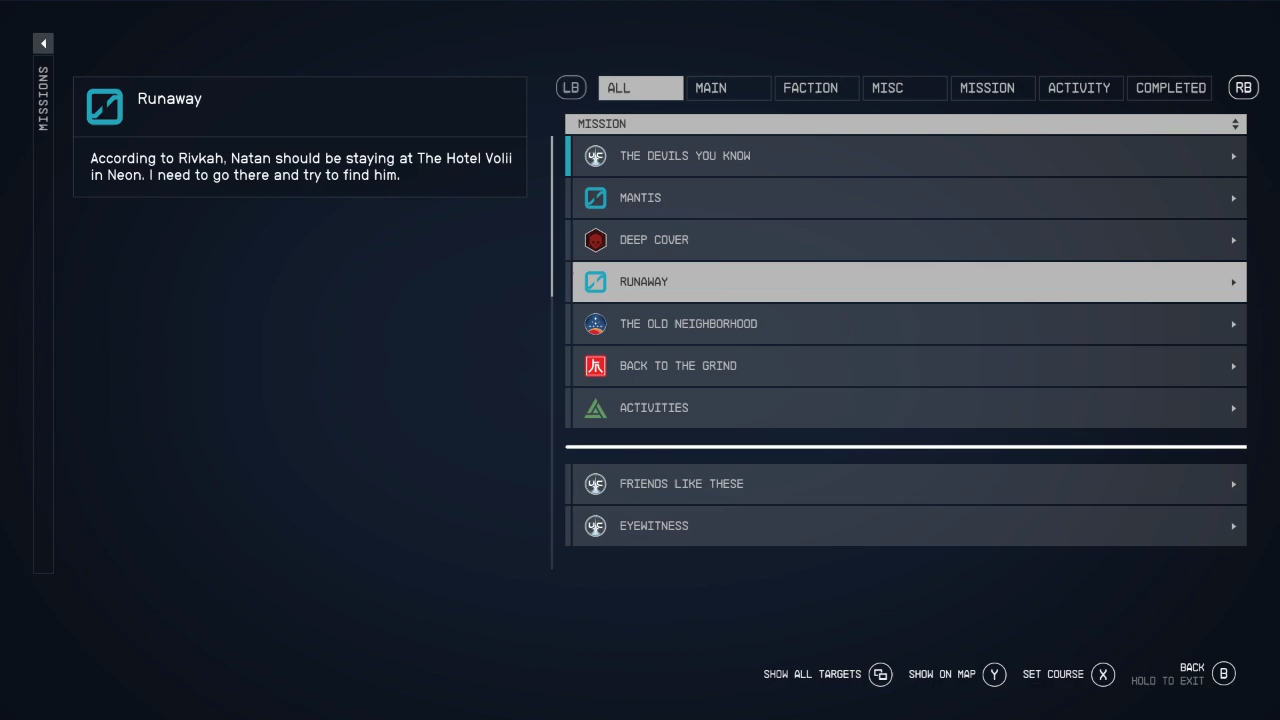 MISSIONS
Runaway
According to Rivkah, Natan should be staying at The Hotel Volii
in Neon. I need to go there and try to find him.
LB ALL MAIN FACTION MISC MISSION ACTIVITY COMPLETED RB
MISSION
THE DEVILS YOU KNOW
MANTIS
DEEP COVER
RUNAWAY
THE OLD NEIGHBORHOOD
BACK TO THE GRIND
ACTIVITIES
UC FRIENDS LIKE THESE
UC EYEWITNESS
SHOW ALL TARGETS SHOW ON MAP Y SET COURSE X BACK B
HOLD TO EXIT